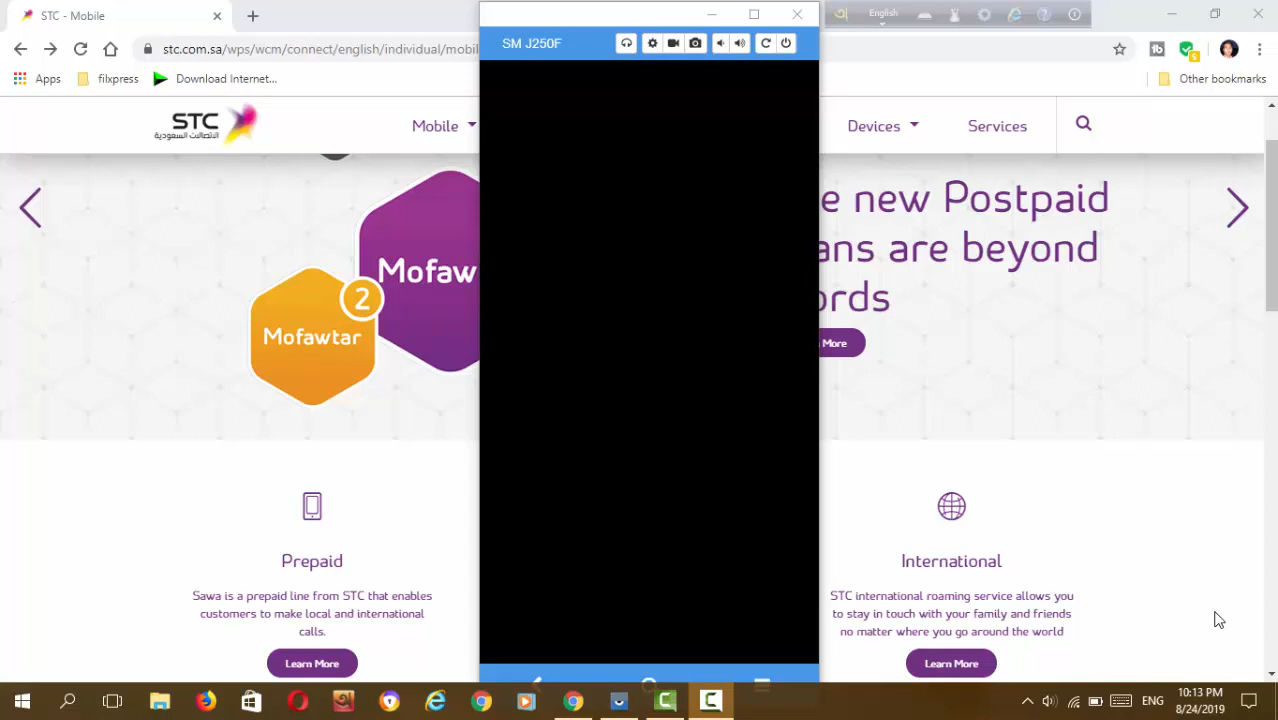 STC - Mobile
SM J250F
English
stc.com.sa/wps/wcm/connect/english/individual/mobil
Apps
filxpress
Download Internet...
Other bookmarks
STC
الاتصالات السعودية
Mobile
Devices
Services
e new Postpaid
ans are beyond
ords
More
Mofaw
2
Mofawtar
Prepaid
Sawa is a prepaid line from STC that enables
customers to make local and international
calls.
Learn More
International
STC international roaming service allows you
to stay in touch with your family and friends
no matter where you go around the world
Learn More
ENG
10:13 PM
8/24/2019